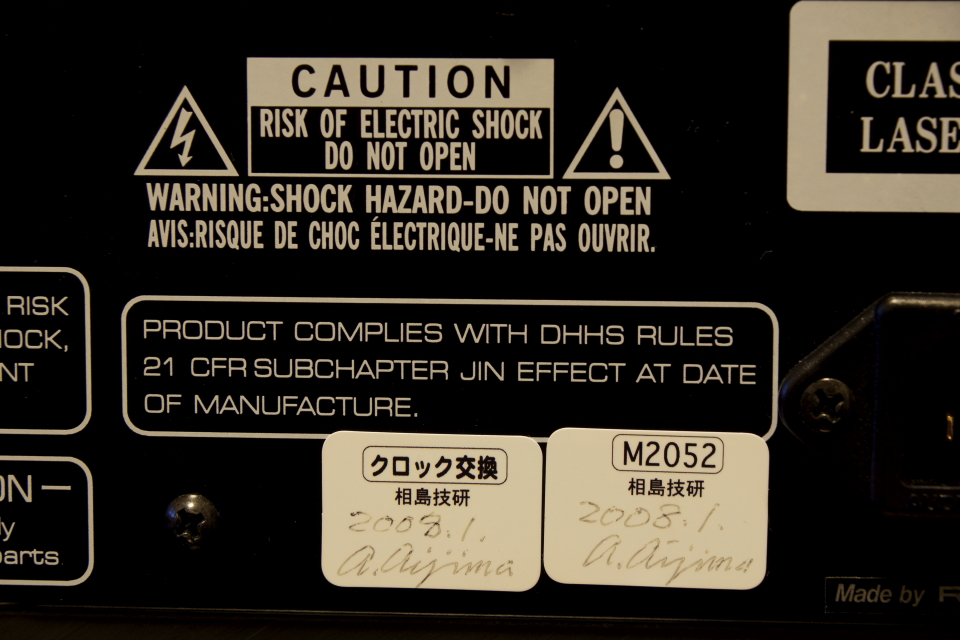 CAUTION
RISK OF ELECTRIC SHOCK
DO NOT OPEN
WARNING:SHOCK HAZARD-DO NOT OPEN
AVIS:RISQUE DE CHOC ÉLECTRIQUE-NE PAS OUVRIR.
CLAS
LASE
RISK
HOCK,
NT
PRODUCT COMPLIES WITH DHHS RULES
21 CFR SUBCHAPTER JIN EFFECT AT DATE
OF MANUFACTURE.
ON —
ly
parts
クロック交換
相島技研
2008.1.
A.Aijima
M2052
相島技研
2008.1.
A.Aijima
Made by